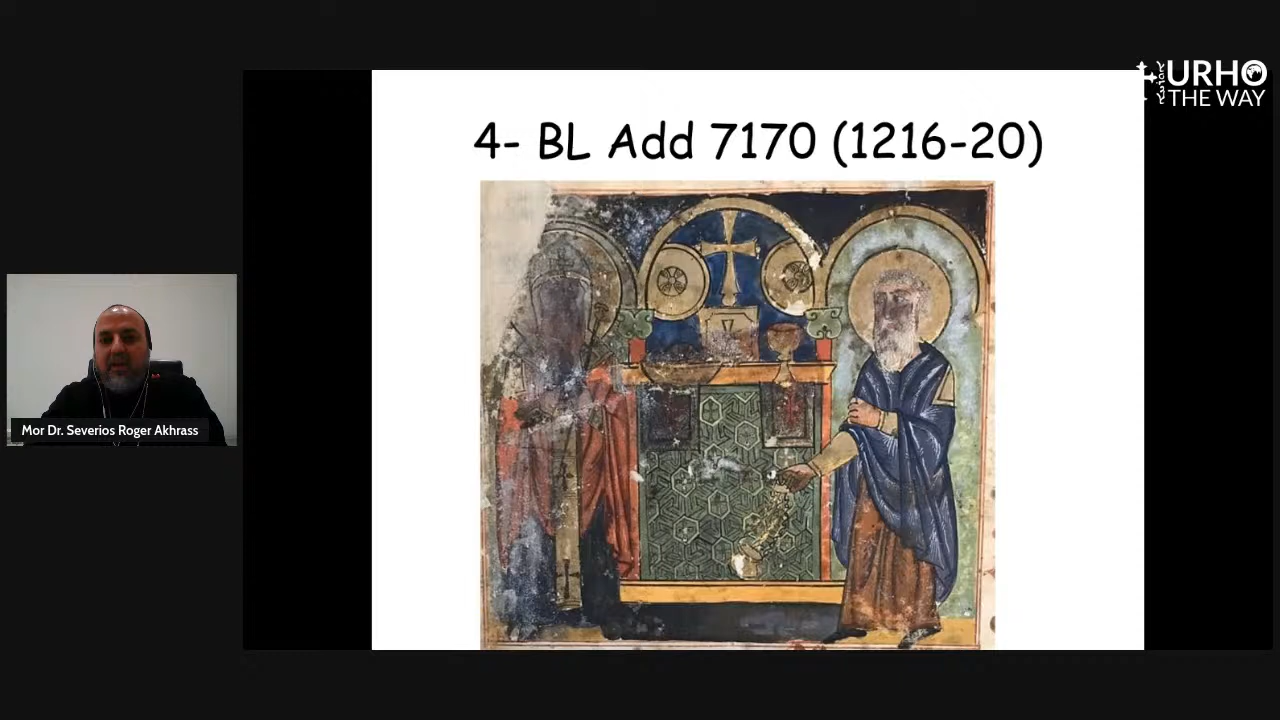 URHO
THE WAY
4- BL Add 7170 (1216-20)
Mor Dr. Severios Roger Akhrass